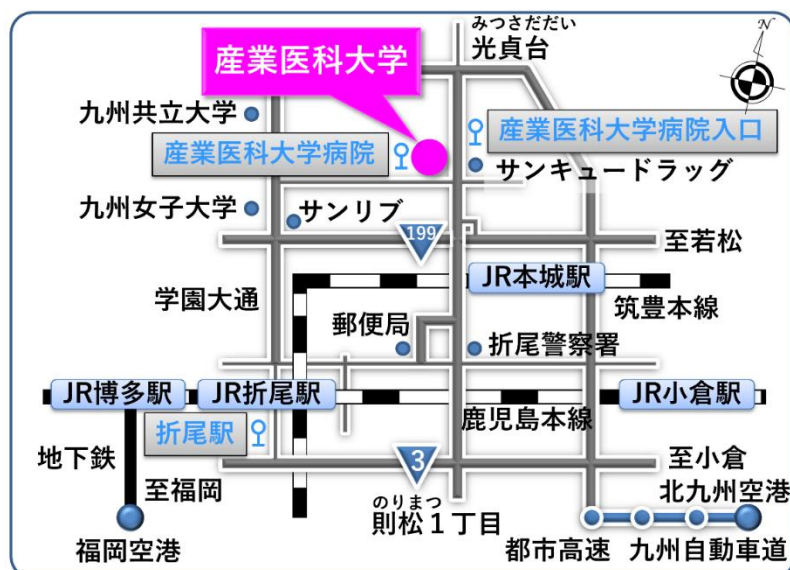 N
みつさだだい
光貞台
産業医科大学
九州共立大学
産業医科大学病院
産業医科大学病院入口
サンキュードラッグ
九州女子大学
サンリブ
199
至若松
JR本城駅
学園大通
筑豊本線
郵便局
折尾警察署
JR博多駅
JR折尾駅
JR小倉駅
折尾駅
鹿児島本線
地下鉄
3
至小倉
至福岡
北九州空港
のりまつ
則松1丁目
福岡空港
都市高速
九州自動車道